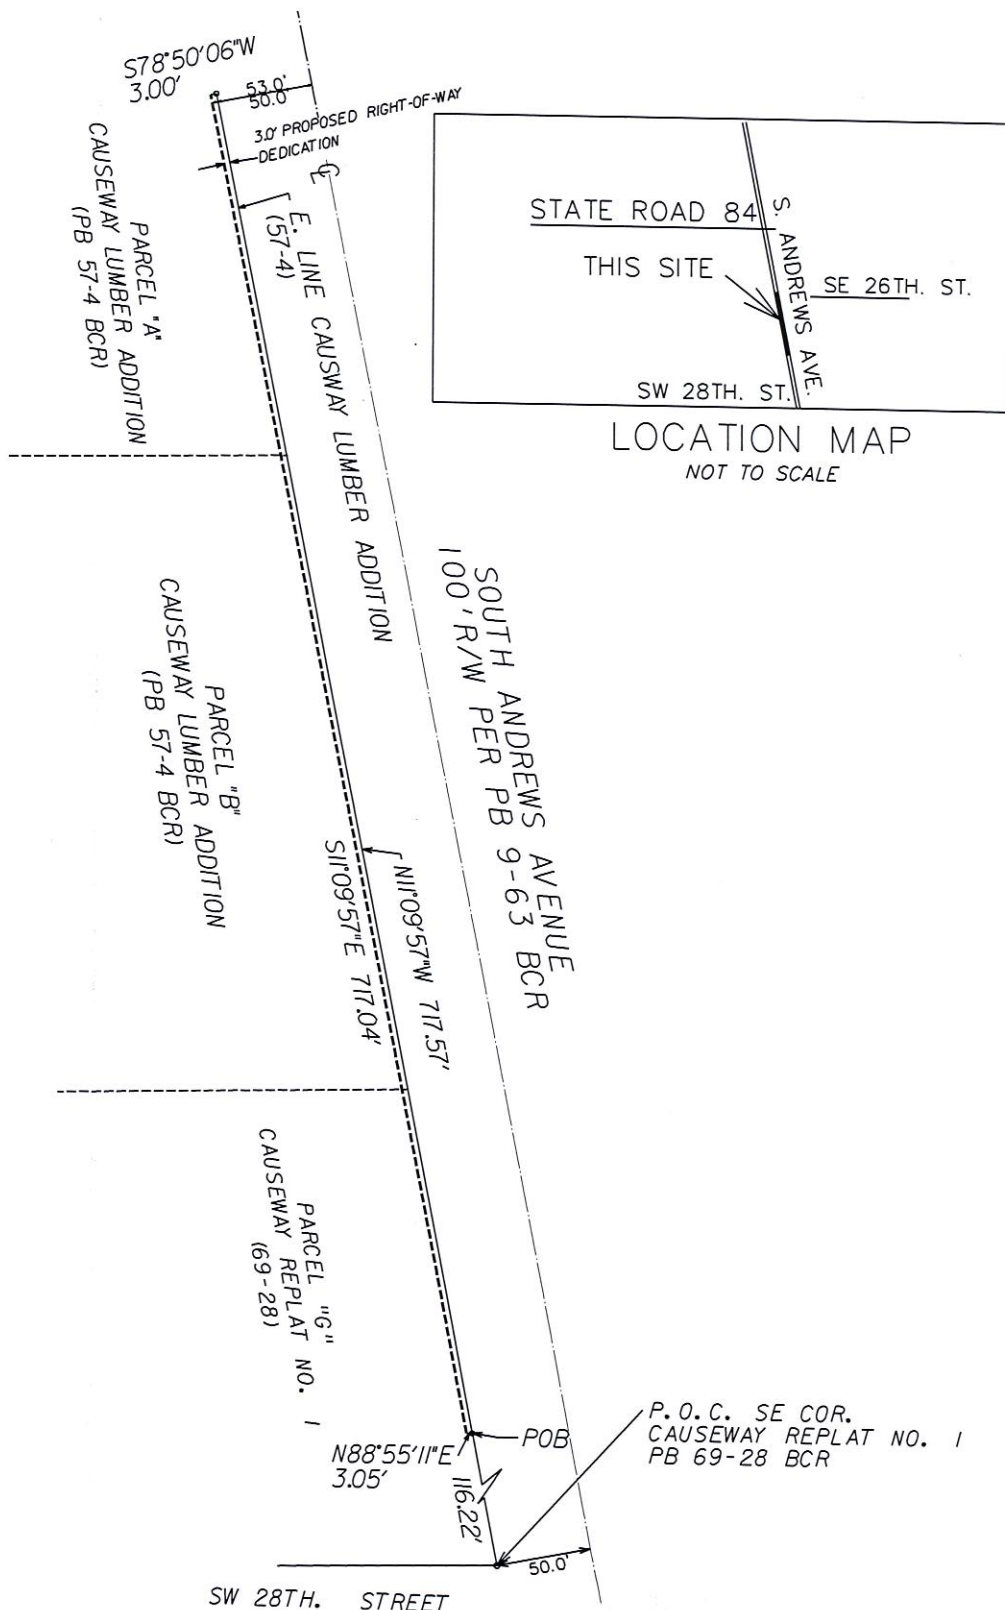 S78°50'06"W
3.00'
53.0'
50.0'
3.0' PROPOSED RIGHT-OF-WAY
DEDICATION
℄
E. LINE CAUSWAY LUMBER ADDITION
(57-4)
PARCEL "A"
CAUSEWAY LUMBER ADDITION
(PB 57-4 BCR)
STATE ROAD 84
THIS SITE
S. ANDREWS AVE.
SE 26TH. ST.
SW 28TH. ST.
LOCATION MAP
NOT TO SCALE
SOUTH ANDREWS AVENUE
100' R/W PER PB 9-63 BCR
PARCEL "B"
CAUSEWAY LUMBER ADDITION
(PB 57-4 BCR)
N11°09'57"W 717.57'
S11°09'57"E 717.04'
PARCEL "G"
CAUSEWAY REPLAT NO. 1
(69-28)
N88°55'11"E
3.05'
POB
116.22'
P.O.C. SE COR.
CAUSEWAY REPLAT NO. 1
PB 69-28 BCR
50.0'
SW 28TH. STREET